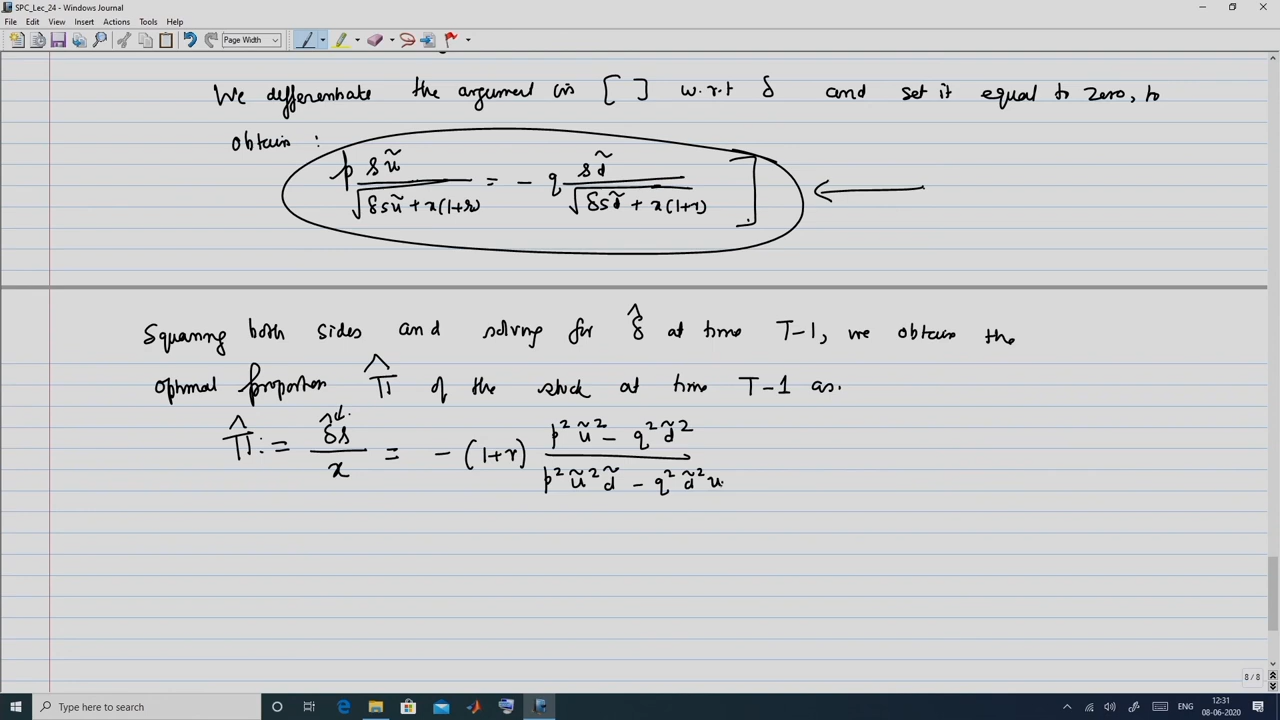 SPC_Lec_24 - Windows Journal
File Edit View Insert Actions Tools Help
Page Width
We differentiate the argument in [ ] w.r.t δ and set it equal to zero, to
obtain :
p sũ / √(δsũ + x(1+r)) = - q sd̃ / √(δsd̃ + x(1+r)) ]
Squaring both sides and solving for δ̂ at time T-1, we obtain the
optimal proportion π̂ of the stock at time T-1 as.
π̂ := δ̂s / x = - (1+r) (p²ũ² - q²d̃²) / (p²ũ²d̃ - q²d̃²u
8 / 8
Type here to search
ENG
12:31
08-06-2020